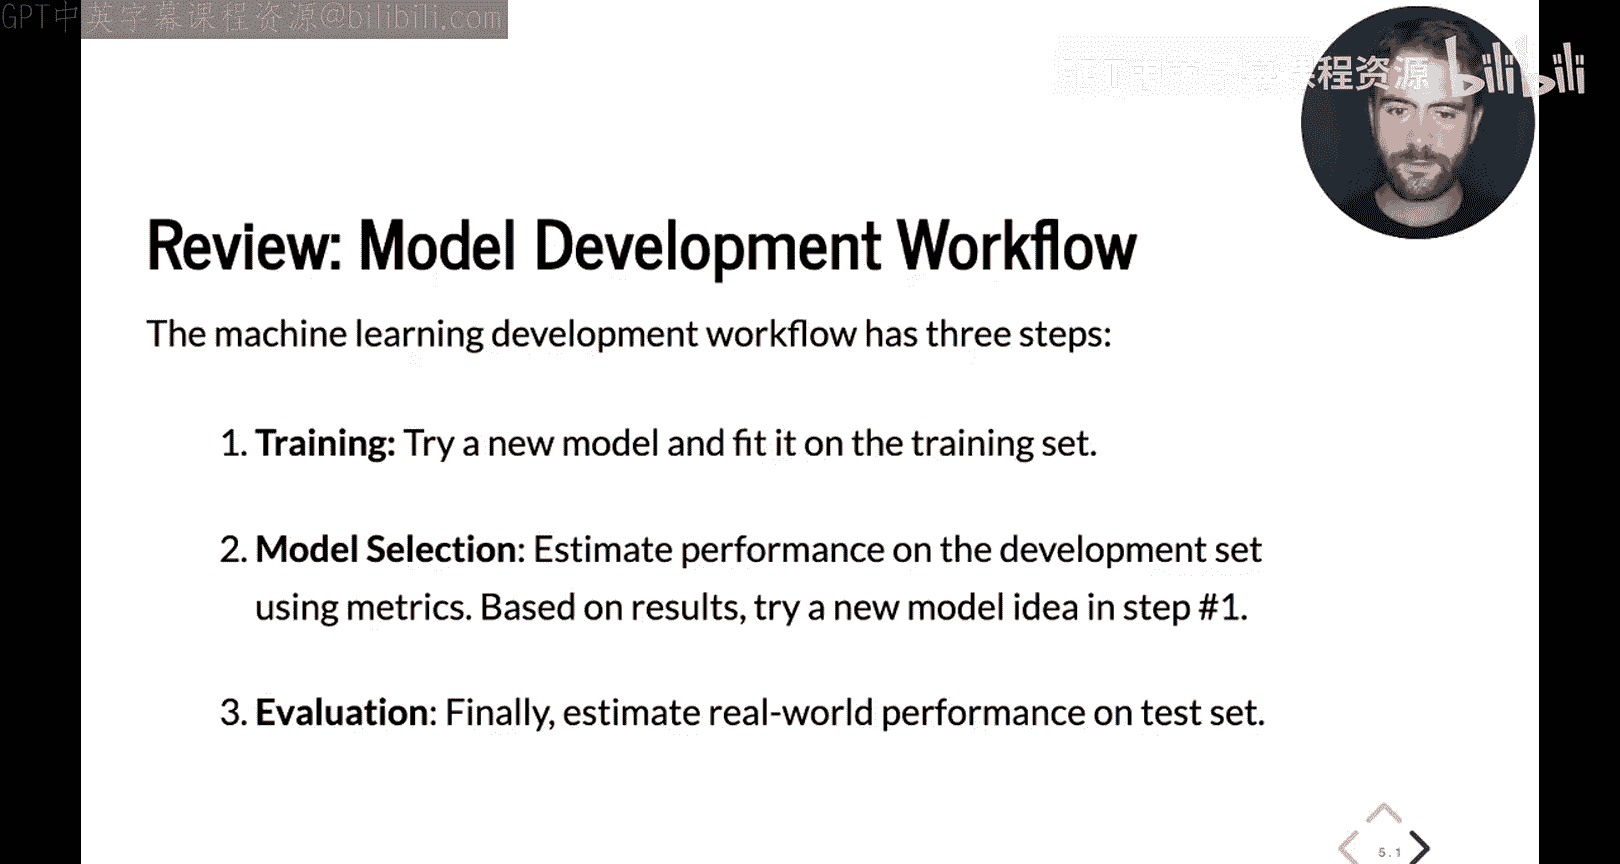 GPT中英字幕课程资源@bilibili.com
课程资源 bilibili
Review: Model Development Workflow
The machine learning development workflow has three steps:
1. Training: Try a new model and fit it on the training set.
2. Model Selection: Estimate performance on the development set
using metrics. Based on results, try a new model idea in step #1.
3. Evaluation: Finally, estimate real-world performance on test set.
5.1